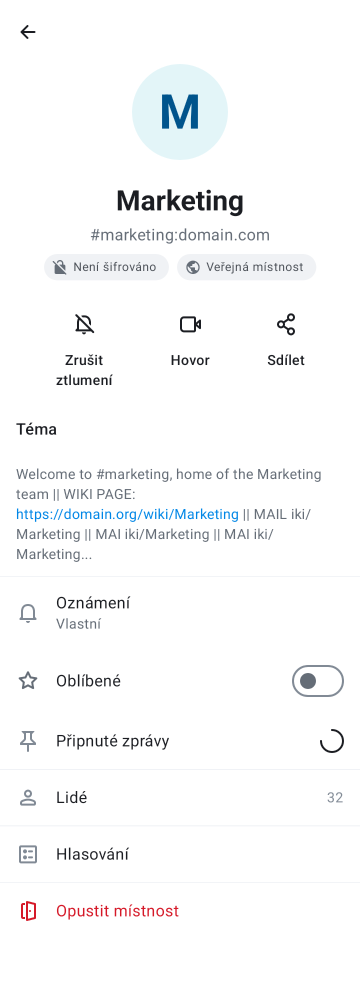 M
Marketing
#marketing:domain.com
Není šifrováno
Veřejná místnost
Zrušit
ztlumení
Hovor
Sdílet
Téma
Welcome to #marketing, home of the Marketing
team || WIKI PAGE:
https://domain.org/wiki/Marketing || MAIL iki/
Marketing || MAI iki/Marketing || MAI iki/
Marketing...
Oznámení
Vlastní
Oblíbené
Připnuté zprávy
Lidé 32
Hlasování
Opustit místnost